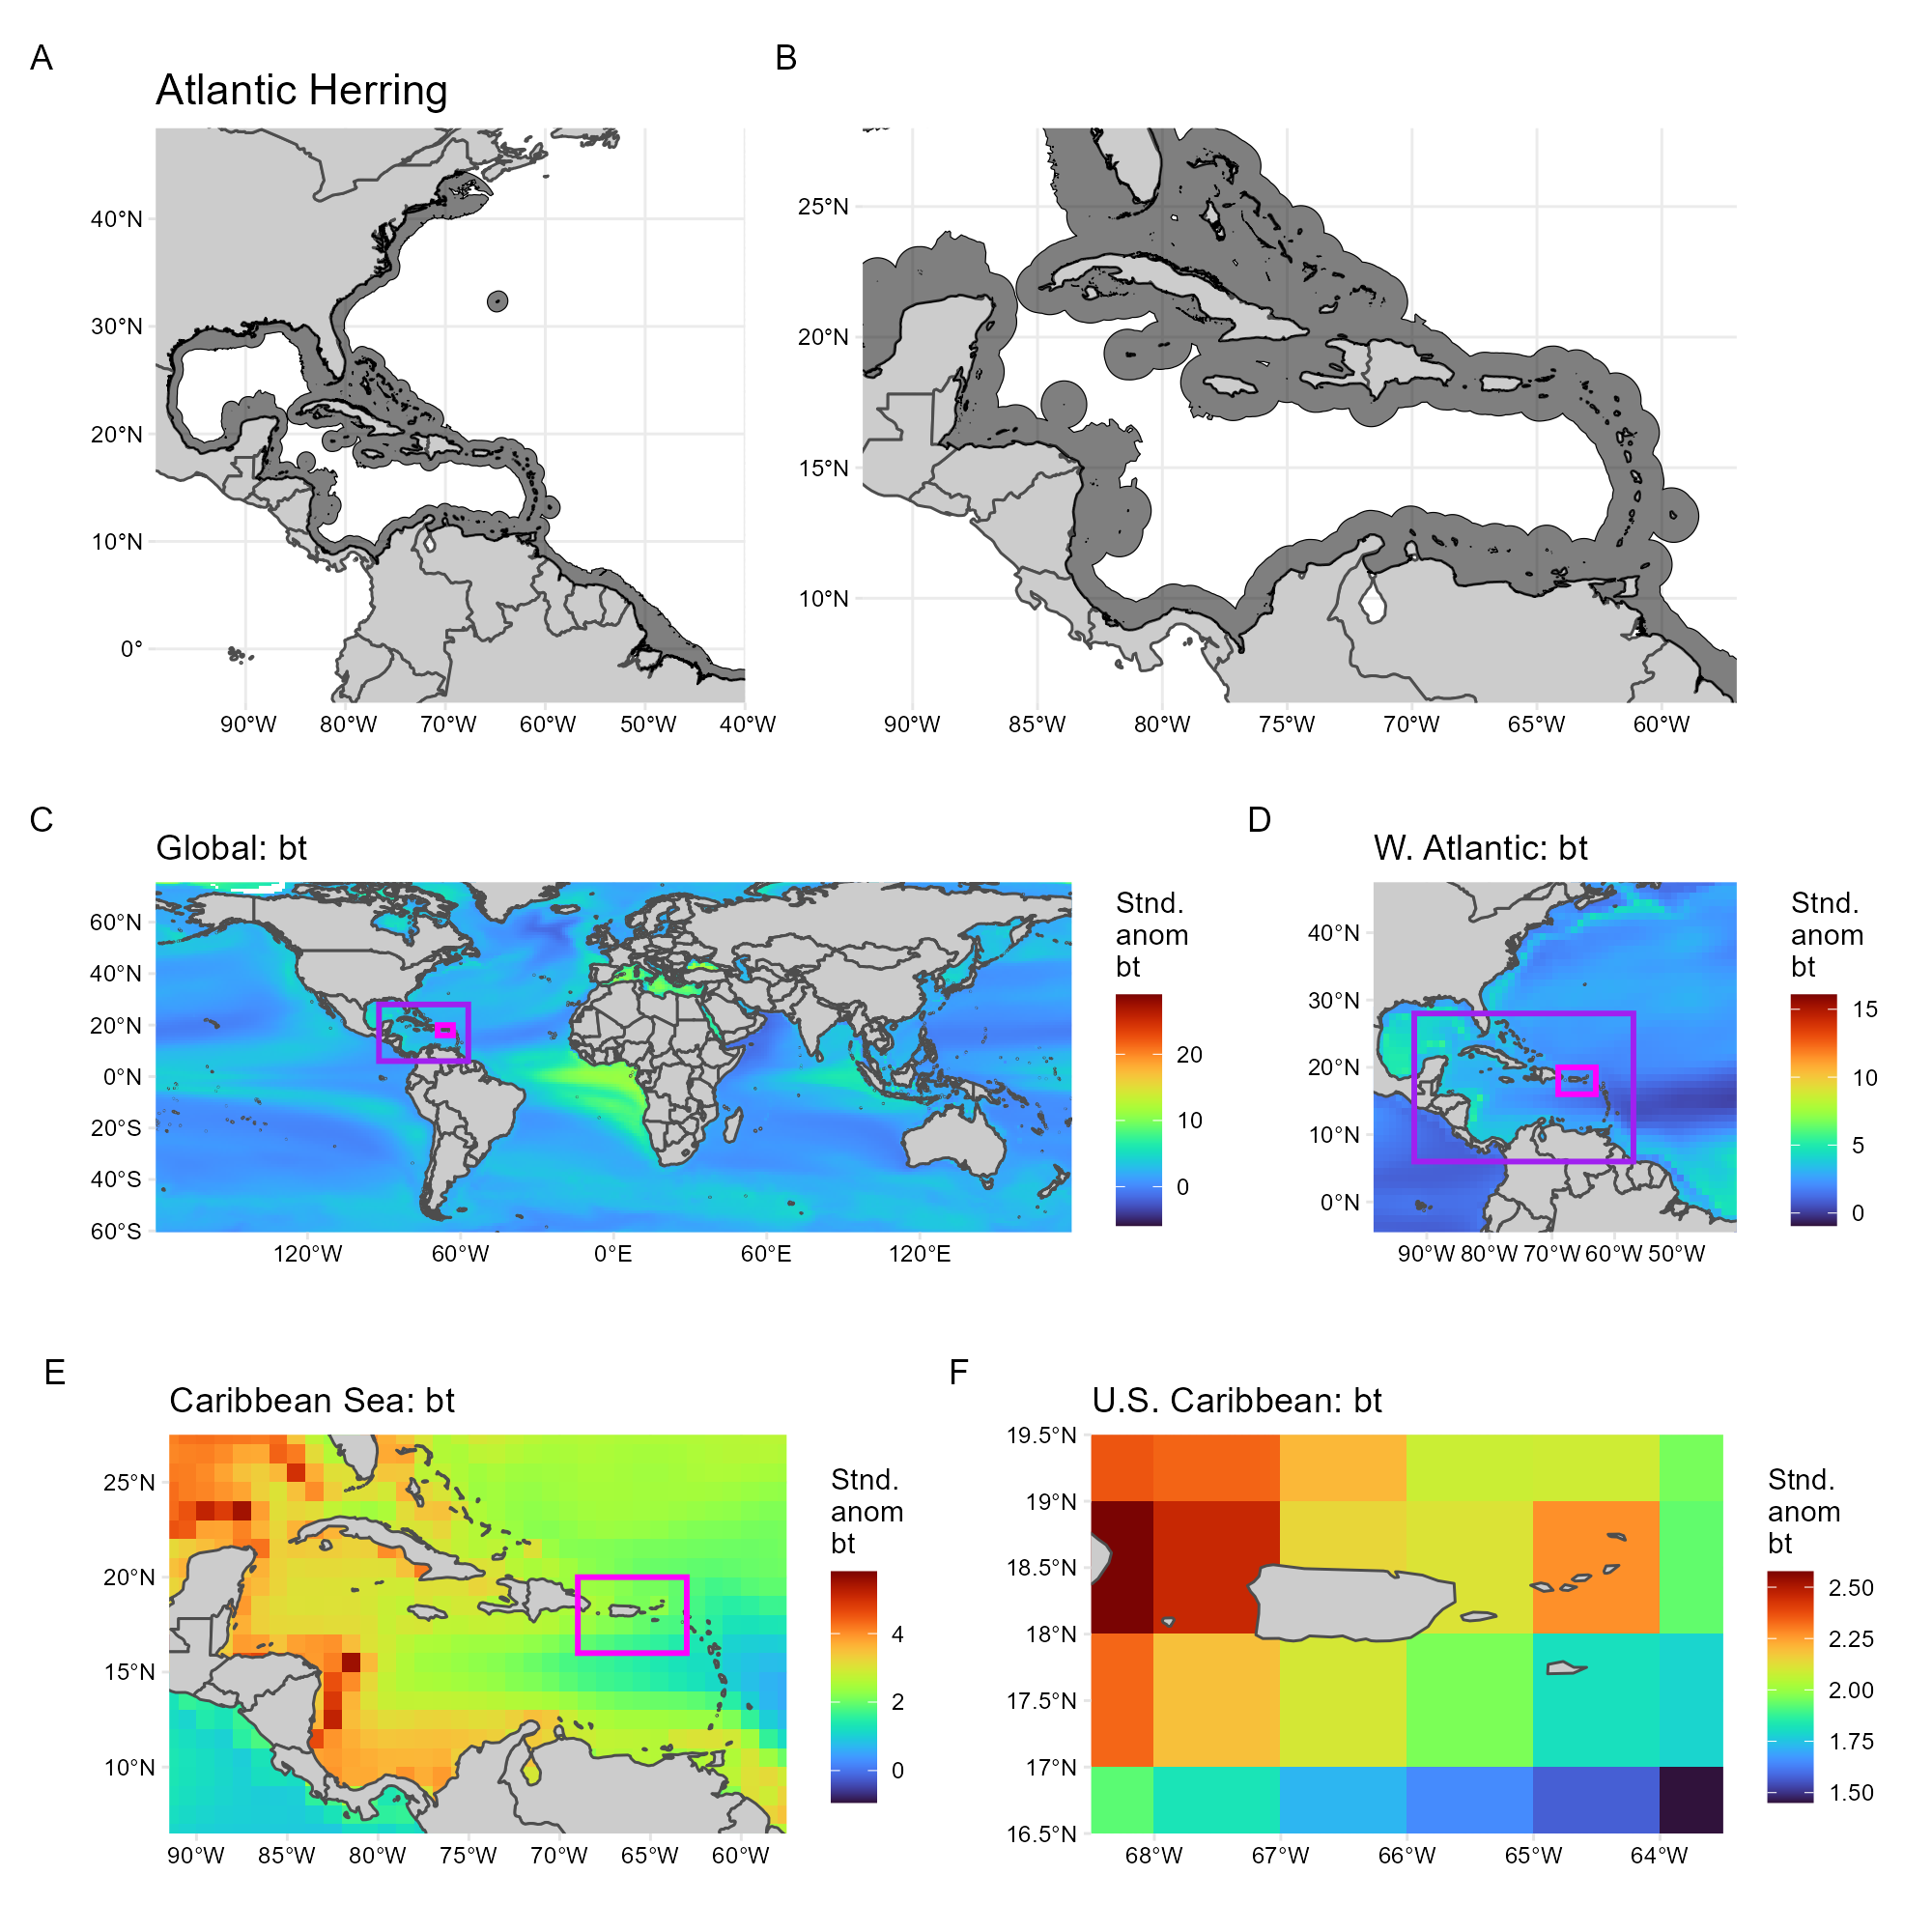 A
B
Atlantic Herring
40°N
30°N
20°N
10°N
0°
90°W 80°W 70°W 60°W 50°W 40°W
25°N
20°N
15°N
10°N
90°W 85°W 80°W 75°W 70°W 65°W 60°W
C
D
Global: bt
60°N
40°N
20°N
0°N
20°S
40°S
60°S
120°W 60°W 0°E 60°E 120°E
Stnd.
anom
bt
20
10
0
W. Atlantic: bt
40°N
30°N
20°N
10°N
0°N
90°W 80°W 70°W 60°W 50°W
Stnd.
anom
bt
15
10
5
0
E
F
Caribbean Sea: bt
25°N
20°N
15°N
10°N
90°W 85°W 80°W 75°W 70°W 65°W 60°W
Stnd.
anom
bt
4
2
0
U.S. Caribbean: bt
19.5°N
19°N
18.5°N
18°N
17.5°N
17°N
16.5°N
68°W 67°W 66°W 65°W 64°W
Stnd.
anom
bt
2.50
2.25
2.00
1.75
1.50